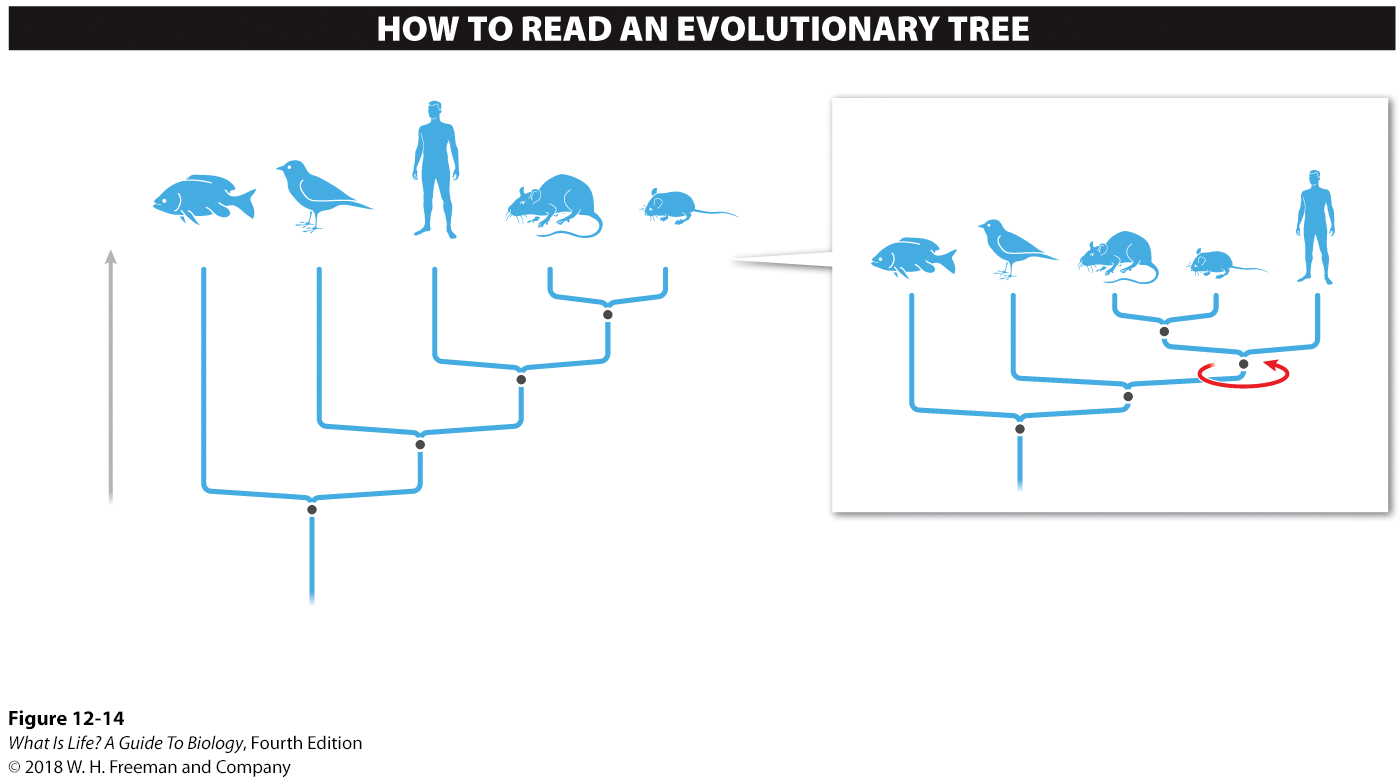 HOW TO READ AN EVOLUTIONARY TREE
Figure 12-14
What Is Life? A Guide To Biology, Fourth Edition
© 2018 W. H. Freeman and Company